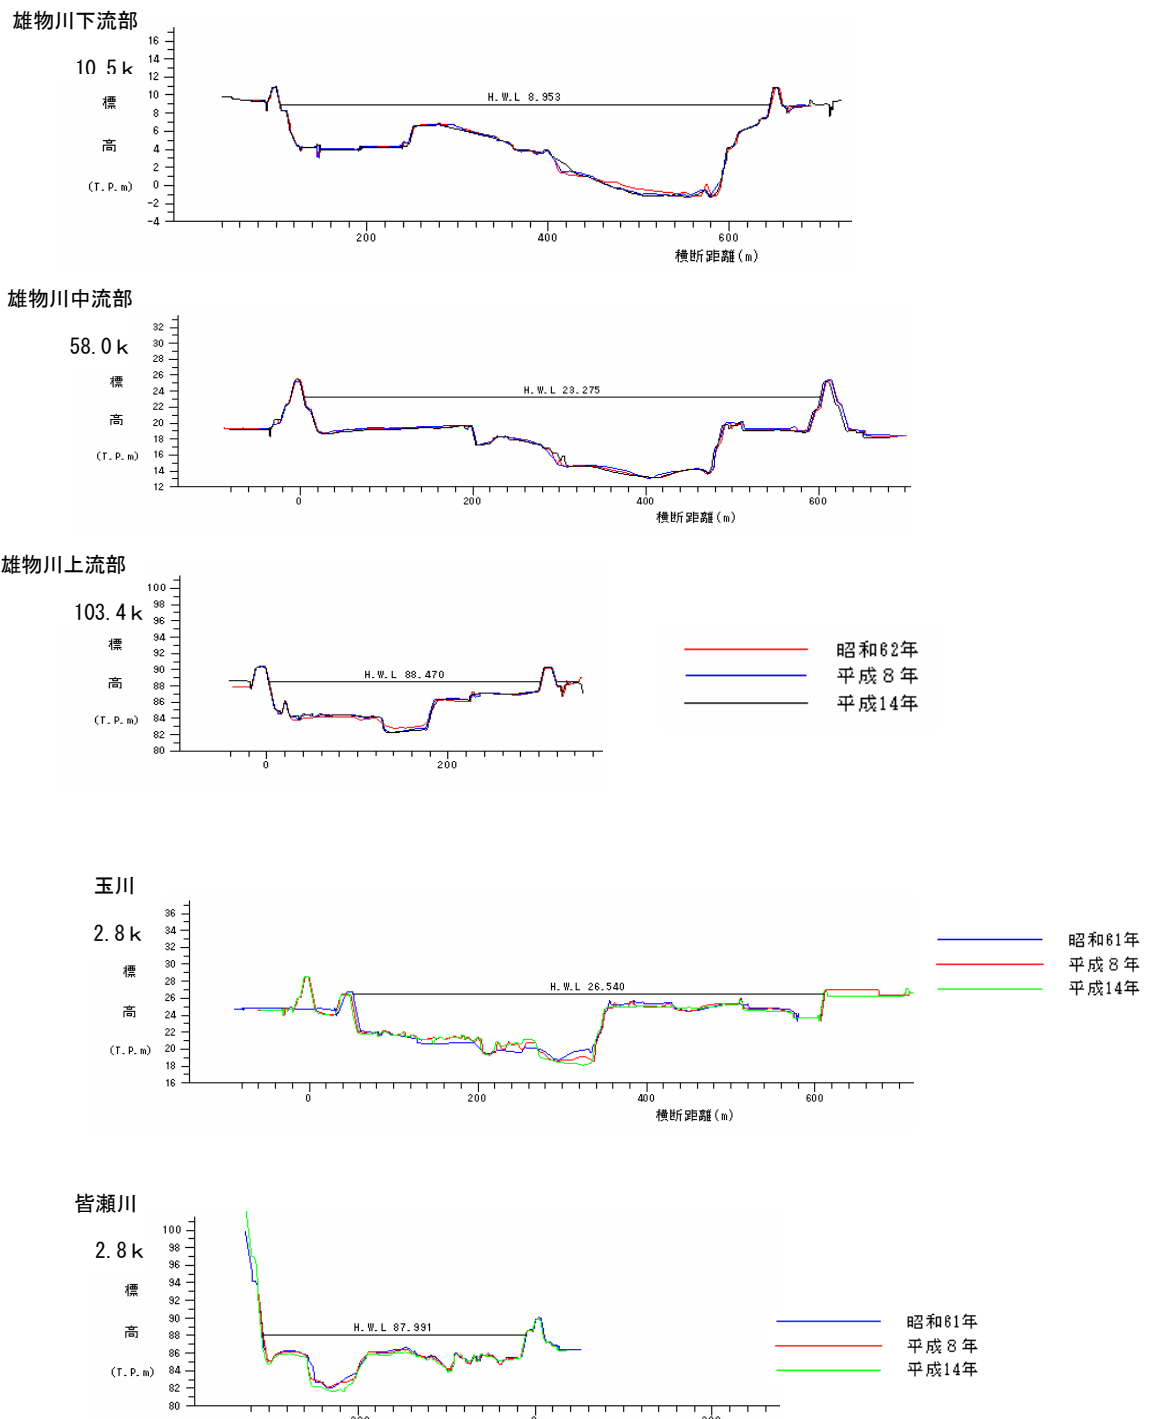 雄物川下流部
10.5k
標
高
(T.P.m)
16
14
12
10
8
6
4
2
0
-2
-4
H.W.L 8.953
200
400
600
横断距離(m)
雄物川中流部
58.0k
標
高
(T.P.m)
32
30
28
26
24
22
20
18
16
14
12
H.W.L 23.275
0
200
400
600
横断距離(m)
雄物川上流部
103.4k
標
高
(T.P.m)
100
98
96
94
92
90
88
86
84
82
80
H.W.L 88.470
0
200
昭和62年
平成8年
平成14年
玉川
2.8k
標
高
(T.P.m)
36
34
32
30
28
26
24
22
20
18
16
H.W.L 26.540
0
200
400
600
横断距離(m)
昭和61年
平成8年
平成14年
皆瀬川
2.8k
標
高
(T.P.m)
100
98
96
94
92
90
88
86
84
82
80
H.W.L 87.991
昭和61年
平成8年
平成14年